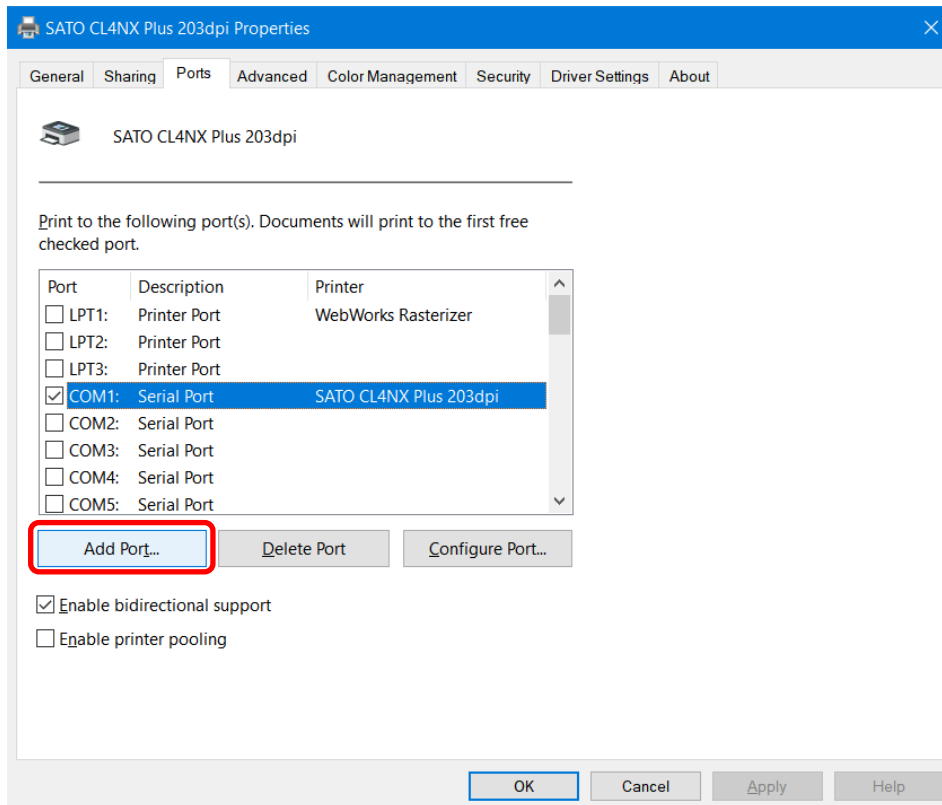 SATO CL4NX Plus 203dpi Properties
General Sharing Ports Advanced Color Management Security Driver Settings About
SATO CL4NX Plus 203dpi
Print to the following port(s). Documents will print to the first free
checked port.
Port Description Printer
LPT1: Printer Port WebWorks Rasterizer
LPT2: Printer Port
LPT3: Printer Port
COM1: Serial Port SATO CL4NX Plus 203dpi
COM2: Serial Port
COM3: Serial Port
COM4: Serial Port
COM5: Serial Port
Add Port... Delete Port Configure Port...
Enable bidirectional support
Enable printer pooling
OK Cancel Apply Help